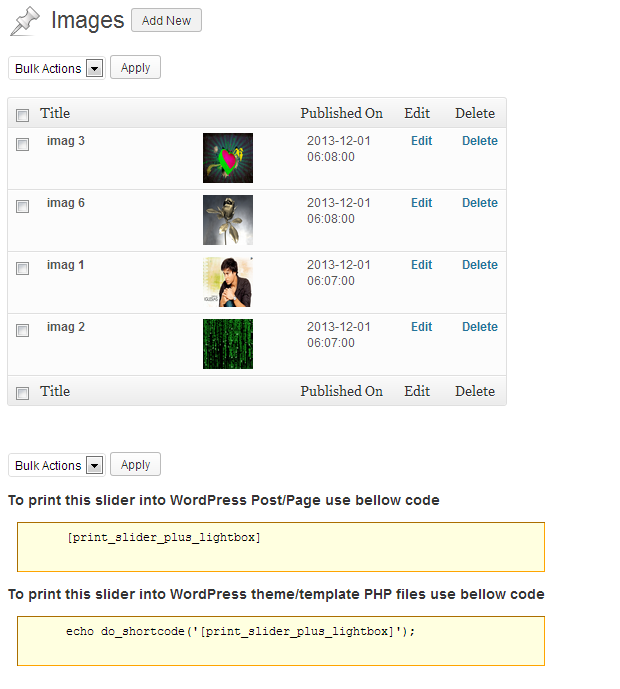 Images Add New
Bulk Actions Apply
Title Published On Edit Delete
imag 3 2013-12-01 Edit Delete
06:08:00
imag 6 2013-12-01 Edit Delete
06:08:00
imag 1 2013-12-01 Edit Delete
06:07:00
imag 2 2013-12-01 Edit Delete
06:07:00
Title Published On Edit Delete
Bulk Actions Apply
To print this slider into WordPress Post/Page use bellow code
[print_slider_plus_lightbox]
To print this slider into WordPress theme/template PHP files use bellow code
echo do_shortcode('[print_slider_plus_lightbox]');